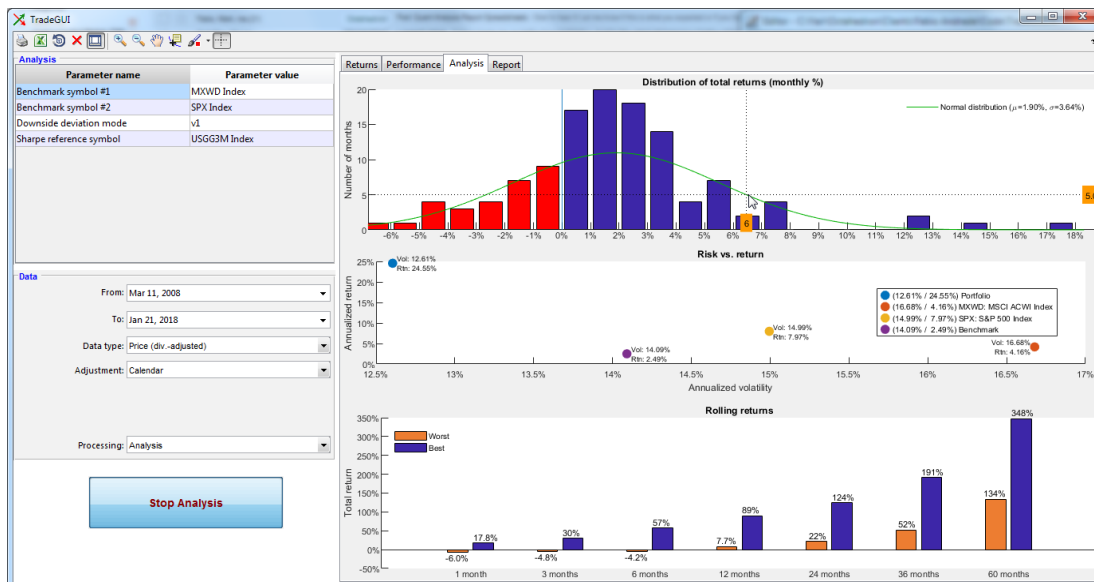 TradeGUI
Analysis
Parameter name Parameter value
Benchmark symbol #1 MXWD Index
Benchmark symbol #2 SPX Index
Downside deviation mode v1
Sharpe reference symbol USGG3M Index
Data
From: Mar 11, 2008
To: Jan 21, 2018
Data type: Price (div.-adjusted)
Adjustment: Calendar
Processing: Analysis
Stop Analysis
Returns Performance Analysis Report
Distribution of total returns (monthly %)
Normal distribution (μ=1.90%, σ=3.64%)
Number of months
20
15
10
5
0
5.0
6
-6% -5% -4% -3% -2% -1% 0% 1% 2% 3% 4% 5% 6% 7% 8% 9% 10% 11% 12% 13% 14% 15% 16% 17% 18%
Risk vs. return
Annualized return
25%
20%
15%
10%
5%
0%
Vol: 12.61%
Rtn: 24.55%
Vol: 14.09%
Rtn: 2.49%
Vol: 14.99%
Rtn: 7.97%
Vol: 16.68%
Rtn: 4.16%
(12.61% / 24.55%) Portfolio
(16.68% / 4.16%) MXWD: MSCI ACWI Index
(14.99% / 7.97%) SPX: S&P 500 Index
(14.09% / 2.49%) Benchmark
12.5% 13% 13.5% 14% 14.5% 15% 15.5% 16% 16.5% 17%
Annualized volatility
Rolling returns
Total return
350%
300%
250%
200%
150%
100%
50%
0%
-50%
Worst
Best
-6.0% 17.8% -4.8% 30% -4.2% 57% 7.7% 89% 22% 124% 52% 191% 134% 348%
1 month 3 months 6 months 12 months 24 months 36 months 60 months